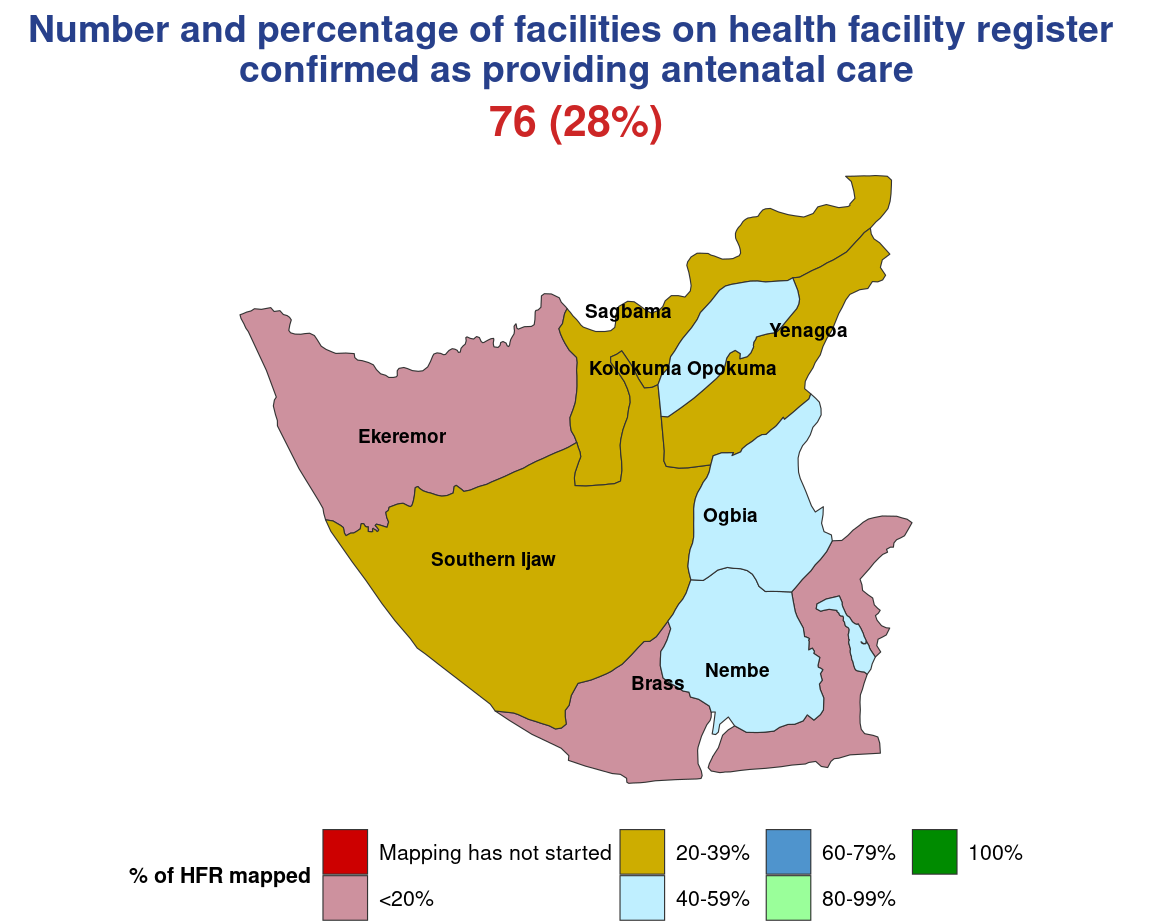 Number and percentage of facilities on health facility register
confirmed as providing antenatal care
76 (28%)
Sagbama
Yenagoa
Kolokuma Opokuma
Ekeremor
Ogbia
Southern Ijaw
Nembe
Brass
% of HFR mapped
Mapping has not started
<20%
20-39%
40-59%
60-79%
80-99%
100%